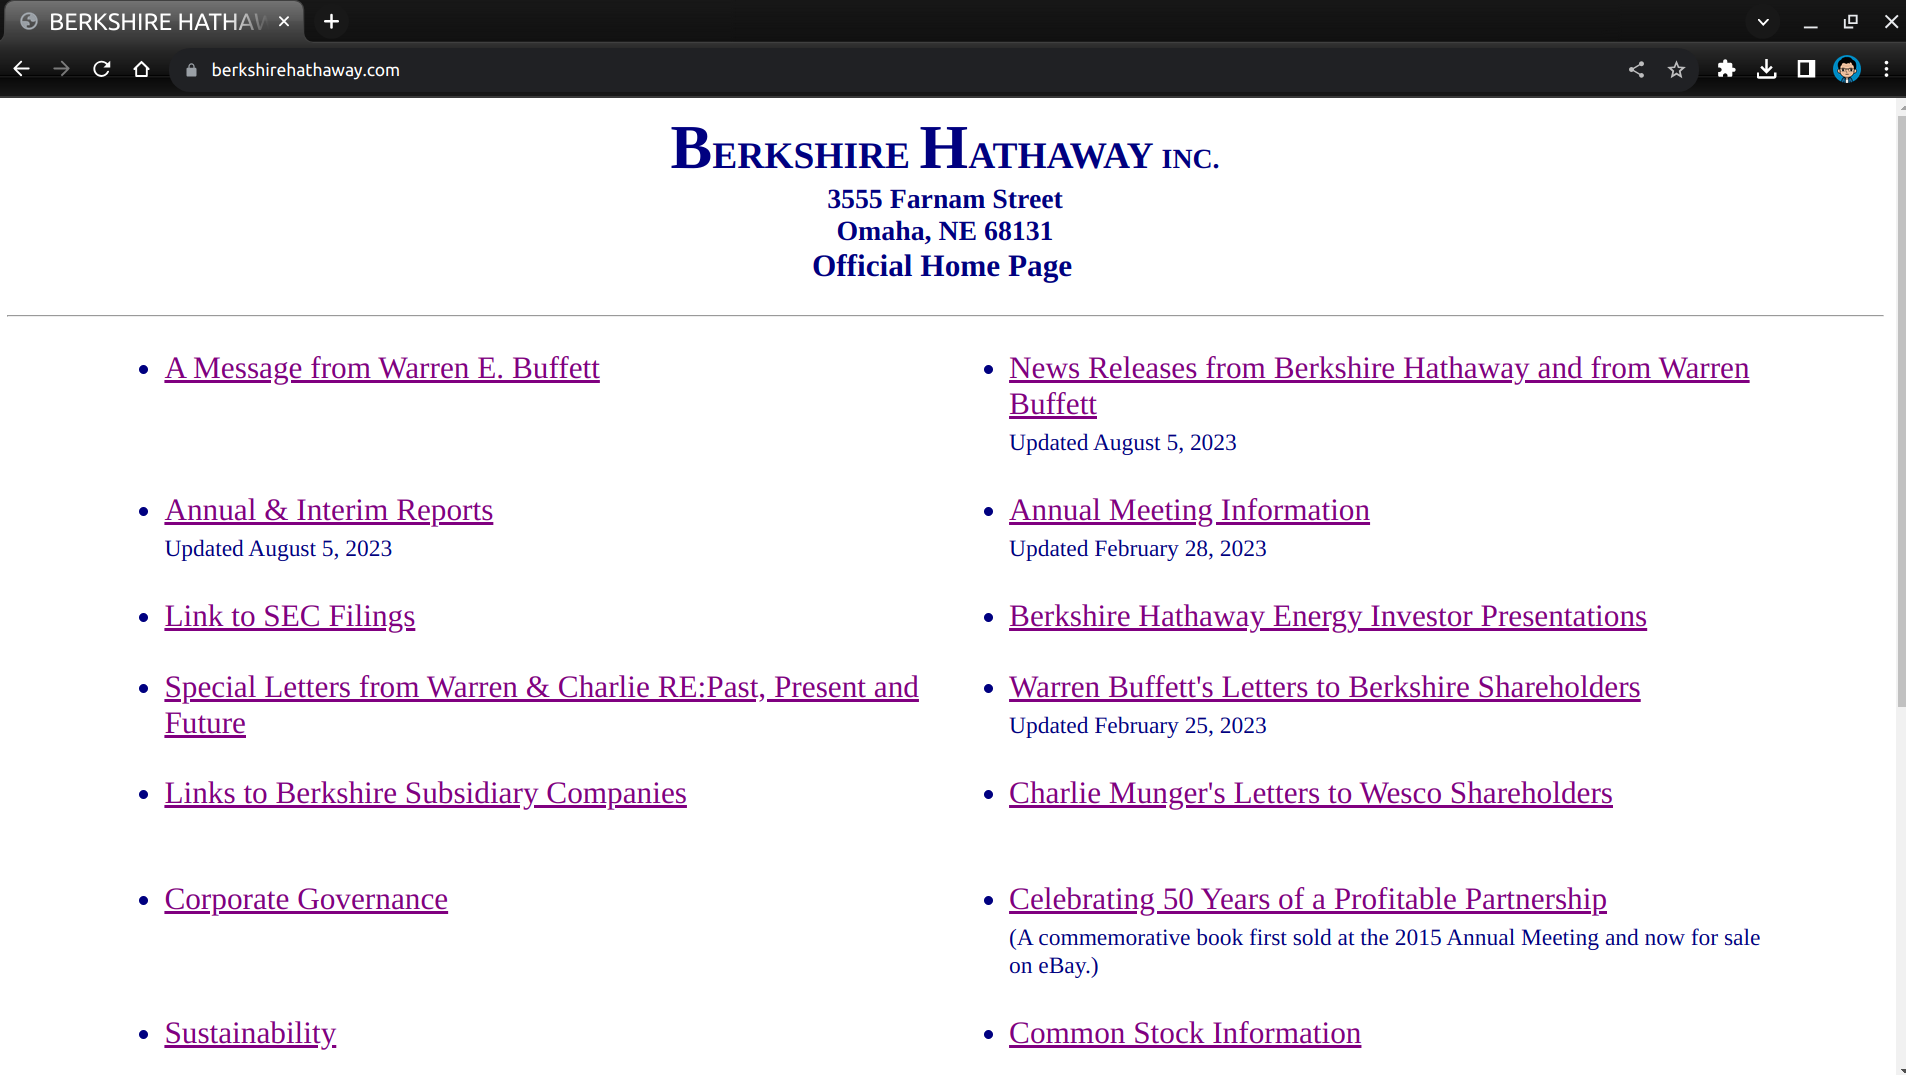 BERKSHIRE HATHAW
berkshirehathaway.com
BERKSHIRE HATHAWAY INC.
3555 Farnam Street
Omaha, NE 68131
Official Home Page
A Message from Warren E. Buffett
News Releases from Berkshire Hathaway and from Warren
Buffett
Updated August 5, 2023
Annual & Interim Reports
Updated August 5, 2023
Annual Meeting Information
Updated February 28, 2023
Link to SEC Filings
Berkshire Hathaway Energy Investor Presentations
Special Letters from Warren & Charlie RE:Past, Present and
Future
Warren Buffett's Letters to Berkshire Shareholders
Updated February 25, 2023
Links to Berkshire Subsidiary Companies
Charlie Munger's Letters to Wesco Shareholders
Corporate Governance
Celebrating 50 Years of a Profitable Partnership
(A commemorative book first sold at the 2015 Annual Meeting and now for sale
on eBay.)
Sustainability
Common Stock Information